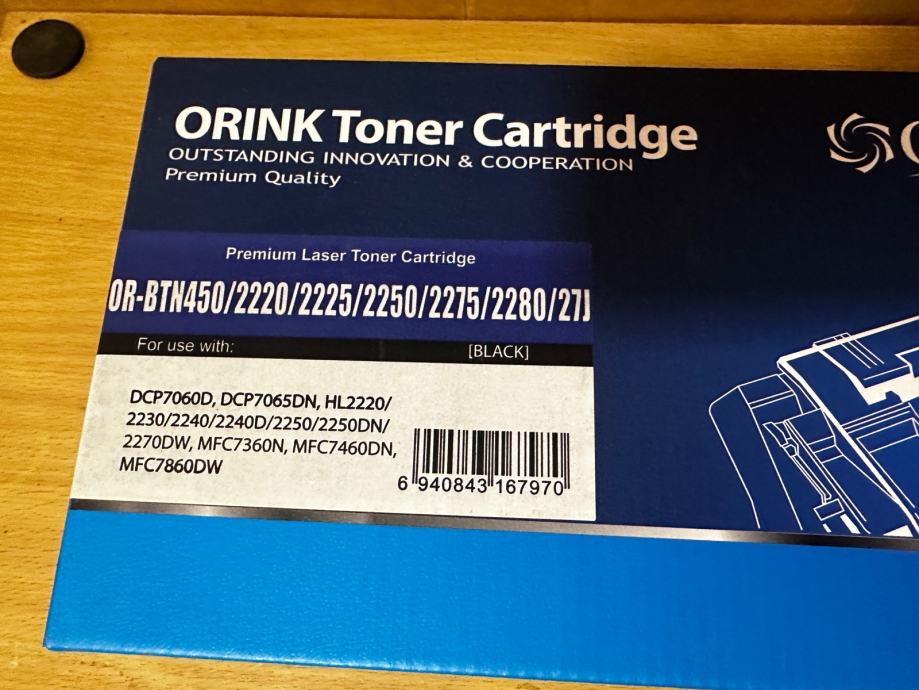 ORINK Toner Cartridge
OUTSTANDING INNOVATION & COOPERATION
Premium Quality
Premium Laser Toner Cartridge
OR-BTN450/2220/2225/2250/2275/2280/27J
For use with: [BLACK]
DCP7060D, DCP7065DN, HL2220/
2230/2240/2240D/2250/2250DN/
2270DW, MFC7360N, MFC7460DN,
MFC7860DW
6 940843 167970